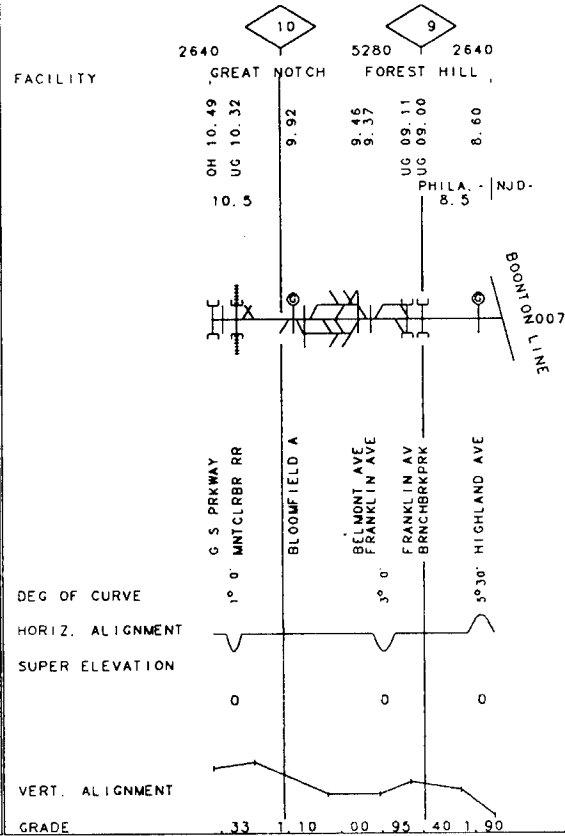 10 9
2640 5280 2640
FACILITY GREAT NOTCH FOREST HILL
OH 10.49
UG 10.32
9.92
9.46
9.37
UG 09.11
UG 09.00
8.60
PHILA. - NJD-
10.5 8.5
BOONTON LINE
007
G S PRKWAY
MNTCLRBR RR
BLOOMFIELD A
BELMONT AVE
FRANKLIN AVE
FRANKLIN AV
BRNCHBRKPRK
HIGHLAND AVE
DEG OF CURVE 1° 0' 3° 0' 5° 30'
HORIZ. ALIGNMENT
SUPER ELEVATION
0 0 0
VERT. ALIGNMENT
GRADE .33 1.10 .00 .95 .40 1.90